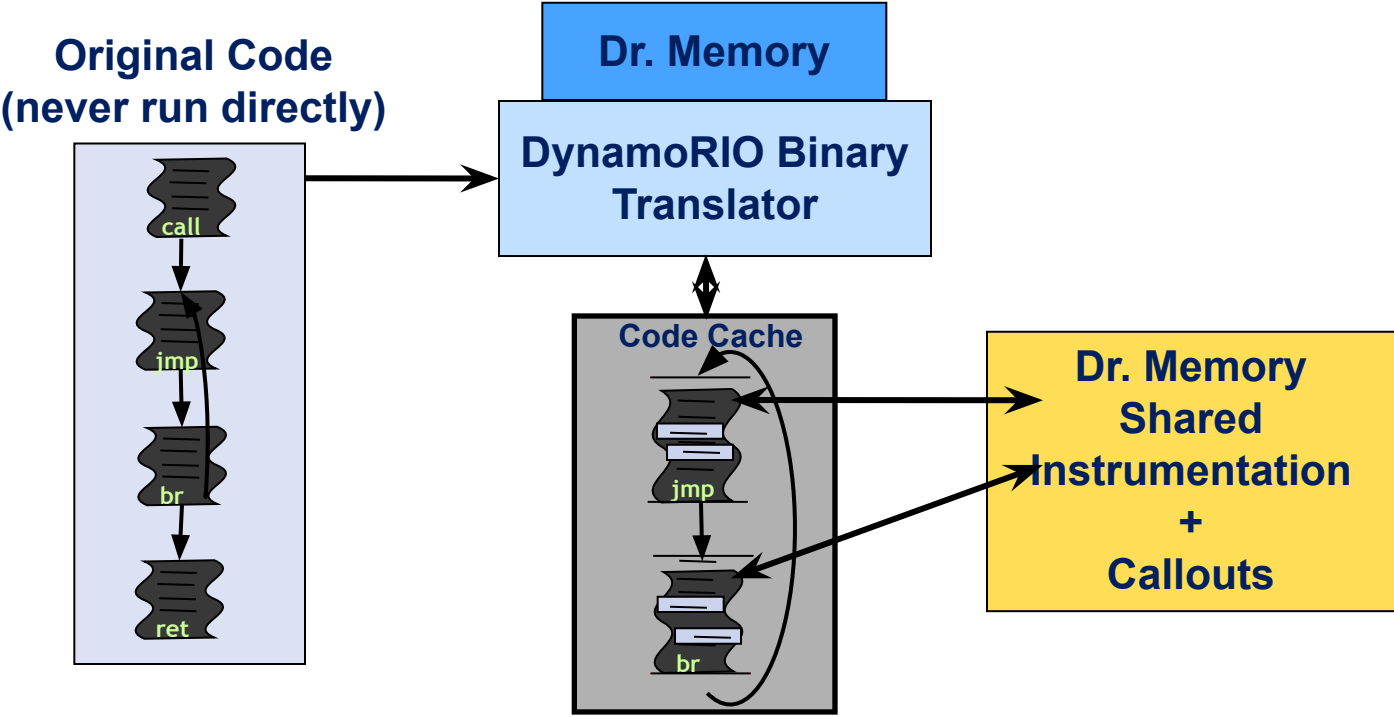 Original Code
(never run directly)
call
jmp
br
ret
Dr. Memory
DynamoRIO Binary
Translator
Code Cache
jmp
br
Dr. Memory
Shared
Instrumentation
+
Callouts